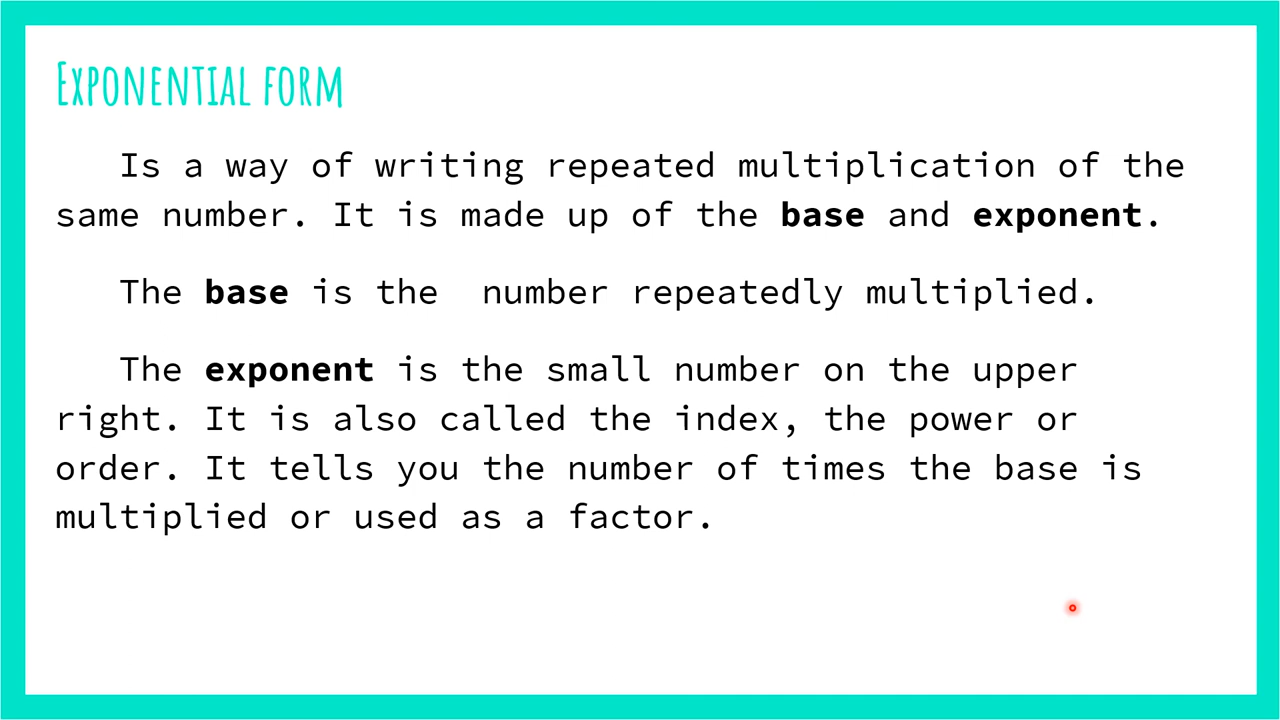 Exponential form
Is a way of writing repeated multiplication of the
same number. It is made up of the base and exponent.
The base is the  number repeatedly multiplied.
The exponent is the small number on the upper
right. It is also called the index, the power or
order. It tells you the number of times the base is
multiplied or used as a factor.